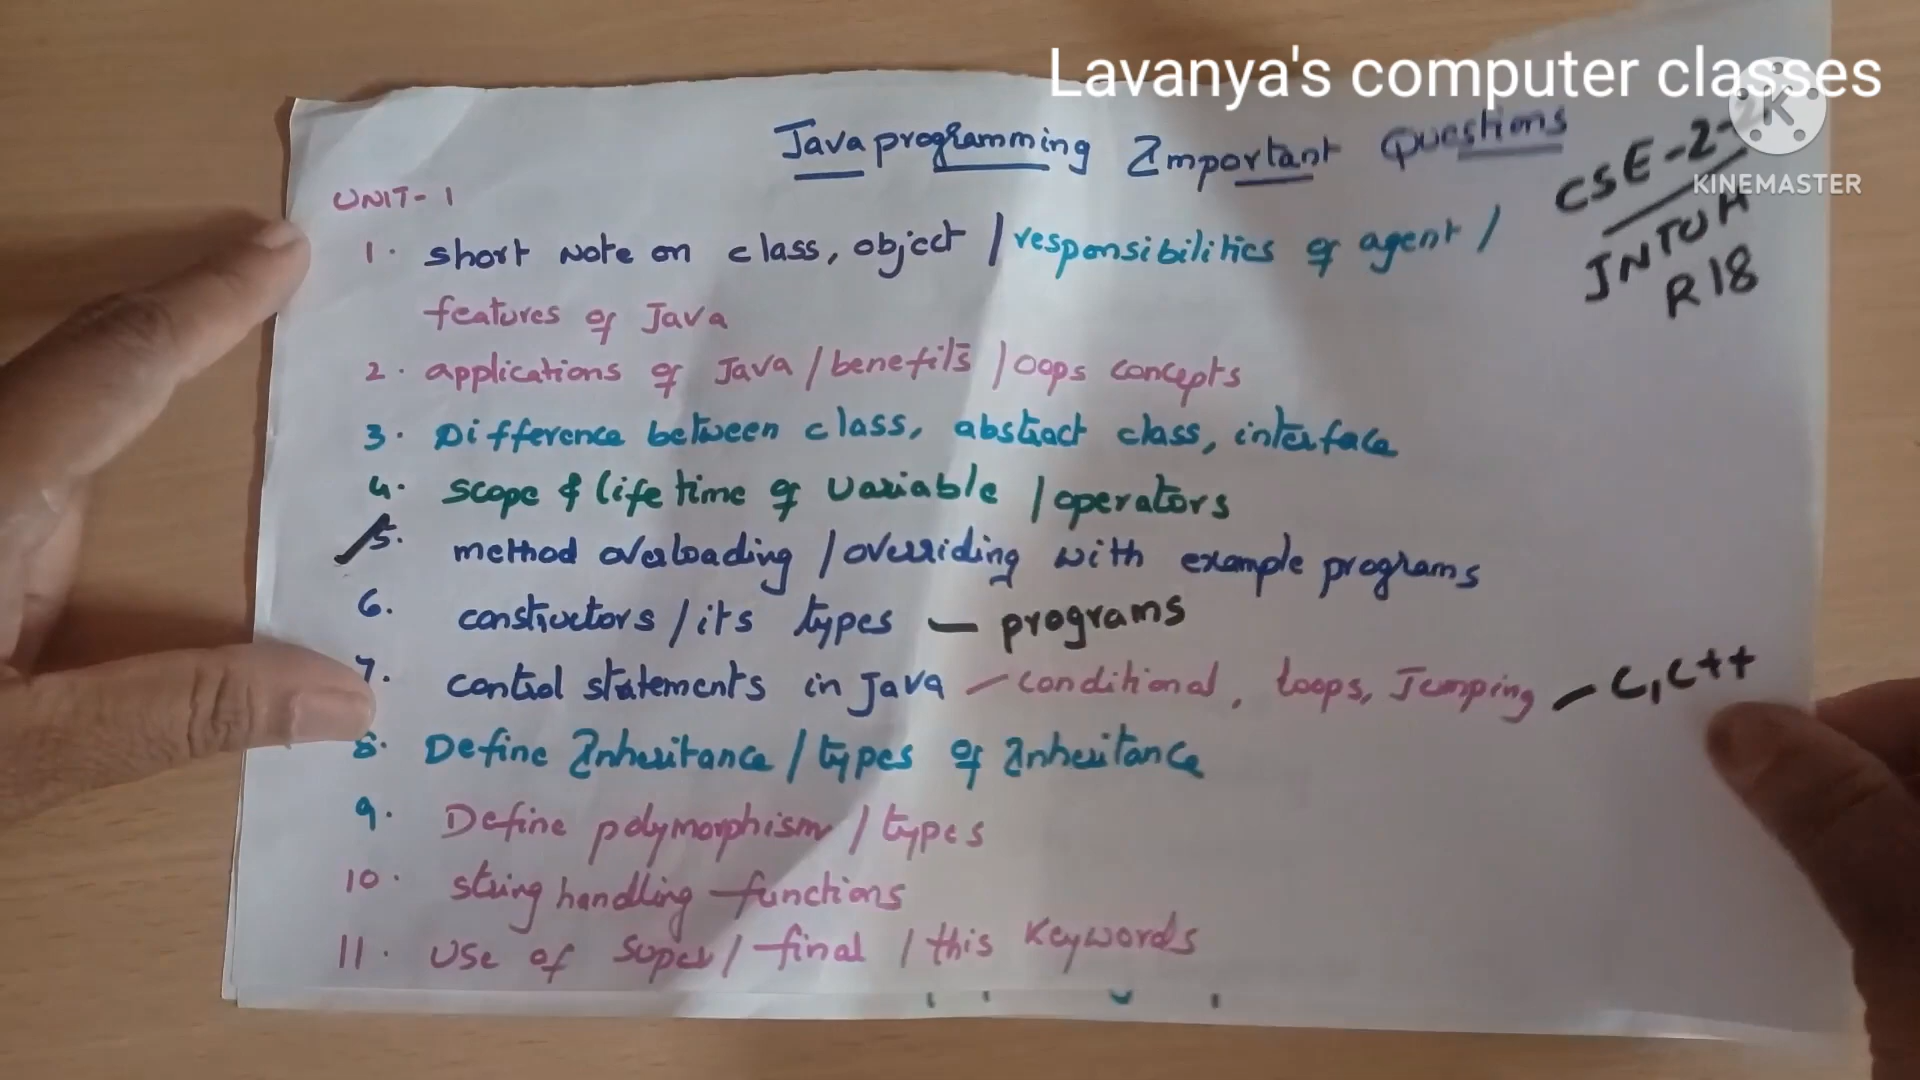 Lavanya's computer classes
KINEMASTER
Java programming Important Questions
CSE-2-2
JNTUH
R18
UNIT-1
1. short note on class, object / responsibilities of agent /
features of Java
2. applications of Java / benefits / oops concepts
3. Difference between class, abstract class, interface
4. scope & life time of variable / operators
5. method overloading / overriding with example programs
6. constructors / its types - programs
7. control statements in Java - conditional, loops, Jumping - C, C++
8. Define Inheritance / types of Inheritance
9. Define polymorphism / types
10. string handling functions
11. Use of super / final / this Keywords